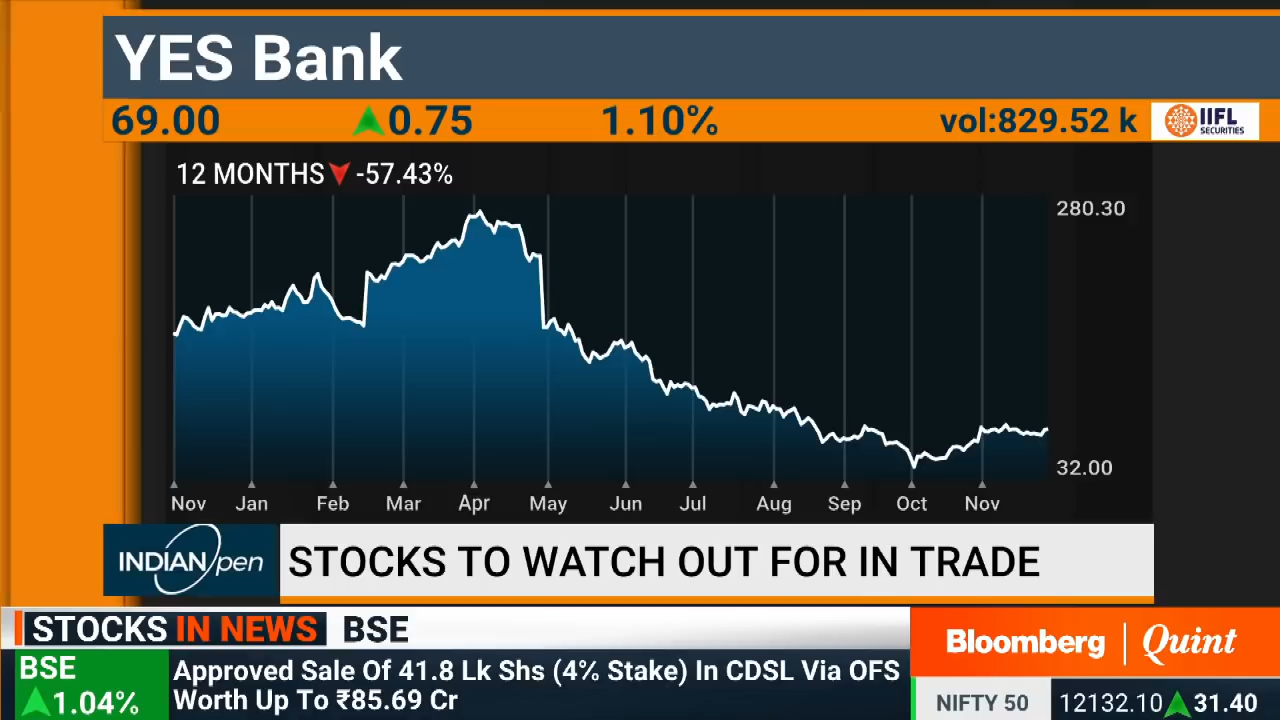 YES Bank
69.00 0.75 1.10% vol:829.52 k IIFL
SECURITIES
12 MONTHS -57.43%
280.30
32.00
Nov Jan Feb Mar Apr May Jun Jul Aug Sep Oct Nov
INDIAN pen STOCKS TO WATCH OUT FOR IN TRADE
STOCKS IN NEWS BSE
Bloomberg | Quint
BSE
1.04%
Approved Sale Of 41.8 Lk Shs (4% Stake) In CDSL Via OFS
Worth Up To ₹85.69 Cr
NIFTY 50 12132.10 31.40